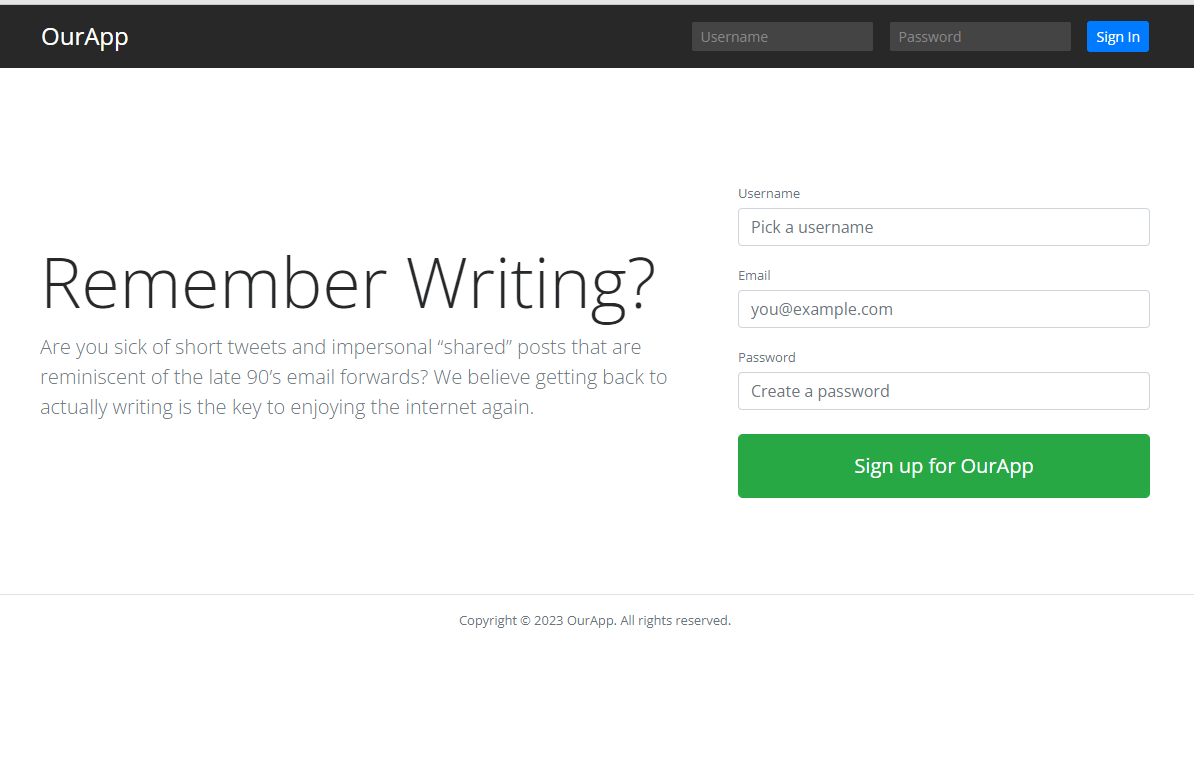 OurApp
Username
Password
Sign In
Remember Writing?
Are you sick of short tweets and impersonal “shared” posts that are
reminiscent of the late 90’s email forwards? We believe getting back to
actually writing is the key to enjoying the internet again.
Username
Pick a username
Email
you@example.com
Password
Create a password
Sign up for OurApp
Copyright © 2023 OurApp. All rights reserved.